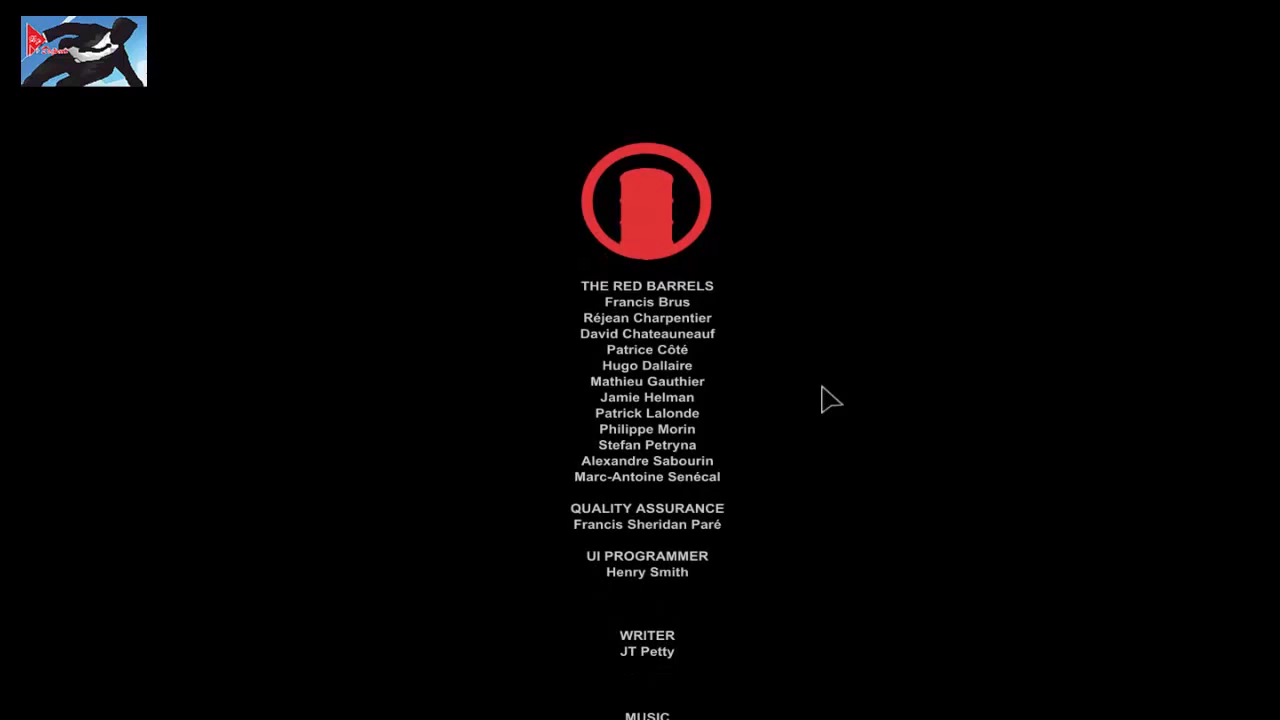 THE RED BARRELS
Francis Brus
Réjean Charpentier
David Chateauneuf
Patrice Côté
Hugo Dallaire
Mathieu Gauthier
Jamie Helman
Patrick Lalonde
Philippe Morin
Stefan Petryna
Alexandre Sabourin
Marc-Antoine Senécal
QUALITY ASSURANCE
Francis Sheridan Paré
UI PROGRAMMER
Henry Smith
WRITER
JT Petty
MUSIC